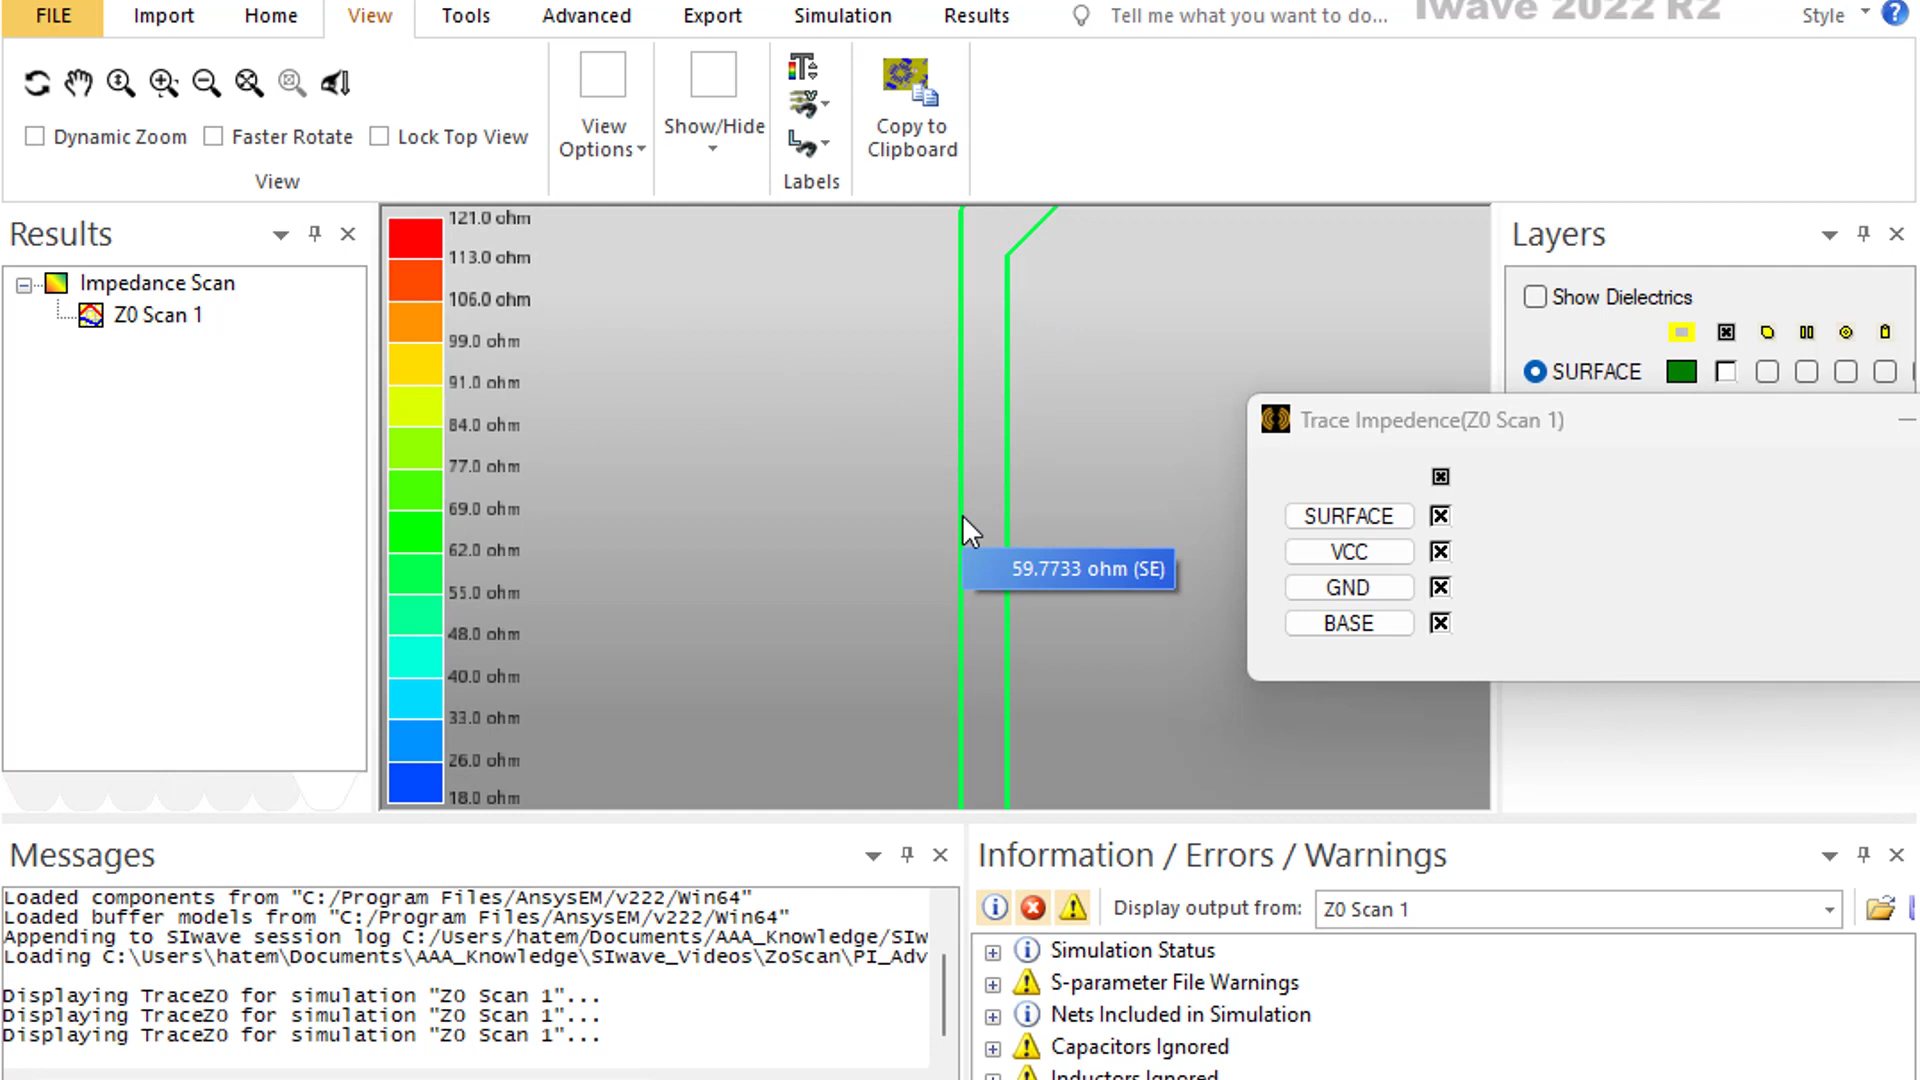 FILE Import Home View Tools Advanced Export Simulation Results Tell me what you want to do... Iwave 2022 R2 Style
Dynamic Zoom Faster Rotate Lock Top View
View
View Options
Show/Hide
Labels
Copy to
Clipboard
Results
Impedance Scan
Z0 Scan 1
121.0 ohm
113.0 ohm
106.0 ohm
99.0 ohm
91.0 ohm
84.0 ohm
77.0 ohm
69.0 ohm
62.0 ohm
55.0 ohm
48.0 ohm
40.0 ohm
33.0 ohm
26.0 ohm
18.0 ohm
59.7733 ohm (SE)
Layers
Show Dielectrics
SURFACE
Trace Impedence(Z0 Scan 1)
SURFACE
VCC
GND
BASE
Messages
Loaded components from "C:/Program Files/AnsysEM/v222/Win64"
Loaded buffer models from "C:/Program Files/AnsysEM/v222/Win64"
Appending to SIwave session log C:/Users/hatem/Documents/AAA_Knowledge/SIw
Loading C:\Users\hatem\Documents\AAA_Knowledge\SIwave_Videos\ZoScan\PI_Adv
Displaying TraceZ0 for simulation "Z0 Scan 1"...
Displaying TraceZ0 for simulation "Z0 Scan 1"...
Displaying TraceZ0 for simulation "Z0 Scan 1"...
Information / Errors / Warnings
Display output from: Z0 Scan 1
Simulation Status
S-parameter File Warnings
Nets Included in Simulation
Capacitors Ignored
Inductors Ignored